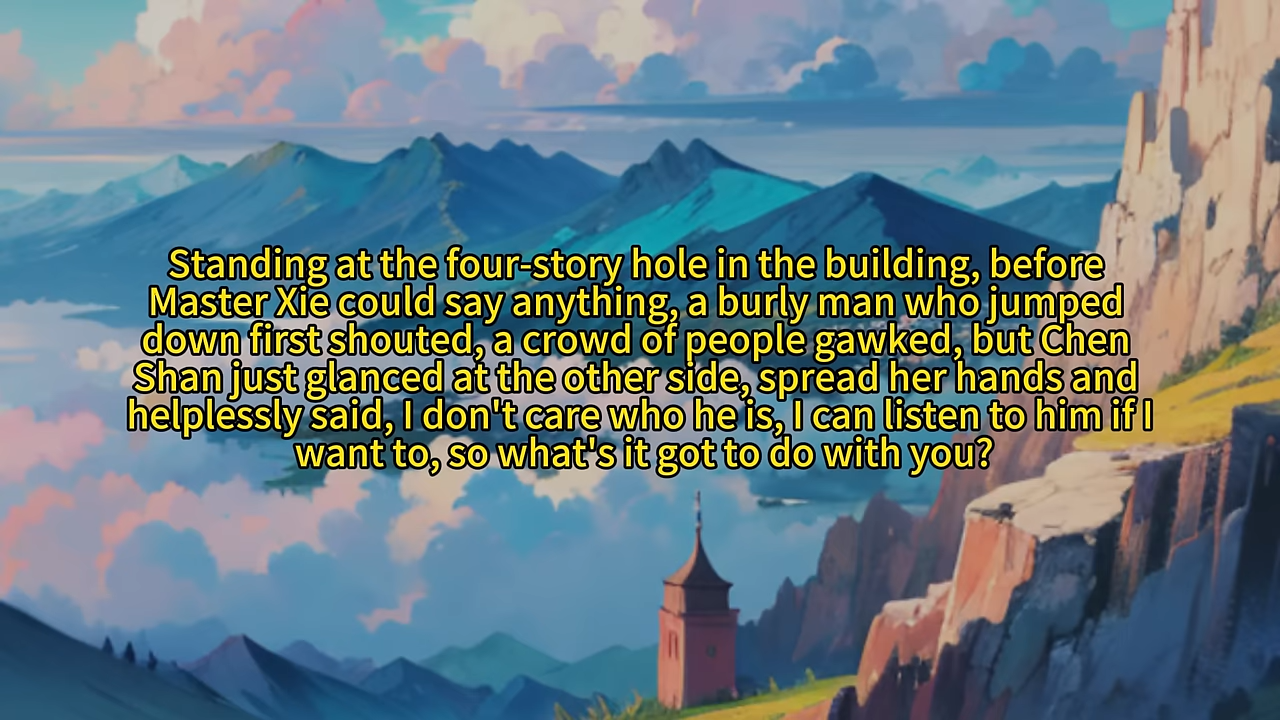 Standing at the four-story hole in the building, before
Master Xie could say anything, a burly man who jumped
down first shouted, a crowd of people gawked, but Chen
Shan just glanced at the other side, spread her hands and
helplessly said, I don't care who he is, I can listen to him if I
want to, so what's it got to do with you?